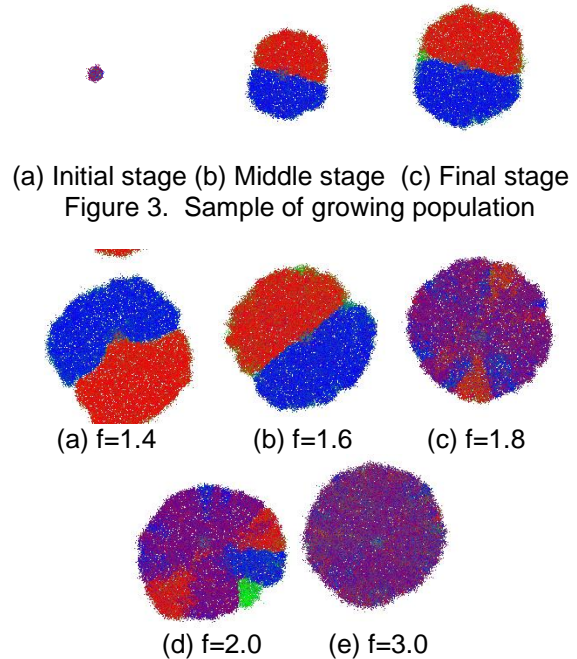 (a) Initial stage (b) Middle stage (c) Final stage
Figure 3. Sample of growing population
(a) f=1.4 (b) f=1.6 (c) f=1.8
(d) f=2.0 (e) f=3.0